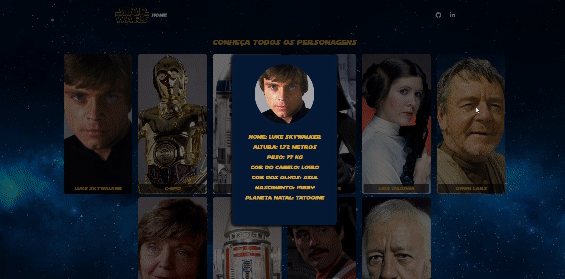 STAR
WARS
HOME
CONHEÇA TODOS OS PERSONAGENS
NOME: LUKE SKYWALKER
ALTURA: 1.72 METROS
PESO: 77 KG
COR DO CABELO: LOIRO
COR DOS OLHOS: AZUL
NASCIMENTO: 19BBY
PLANETA NATAL: TATOOINE
LUKE SKYWALKER
C-3PO
LEIA ORGANA
OWEN LARS